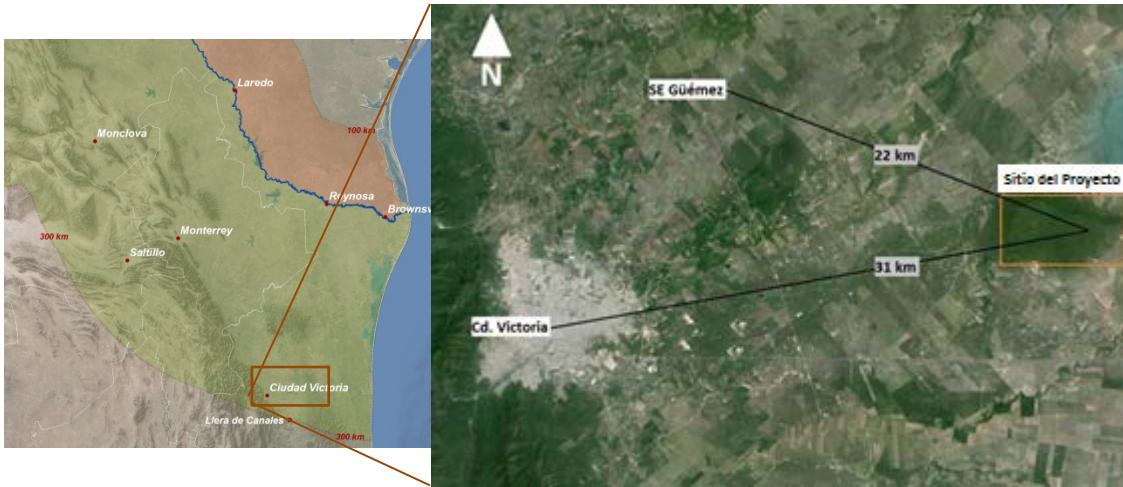 Laredo
Monclova
100 km
Reynosa
Brownsv
300 km
Monterrey
Saltillo
Ciudad Victoria
Llera de Canales
300 km
N
SE Güémez
22 km
Sitio del Proyecto
31 km
Cd. Victoria